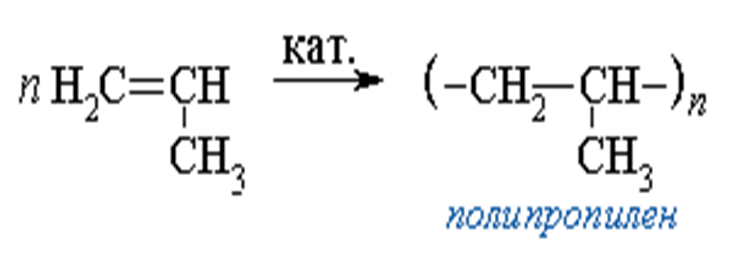 кат.
n H₂C=CH (-CH₂-CH-)ₙ
CH₃ CH₃
полипропилен